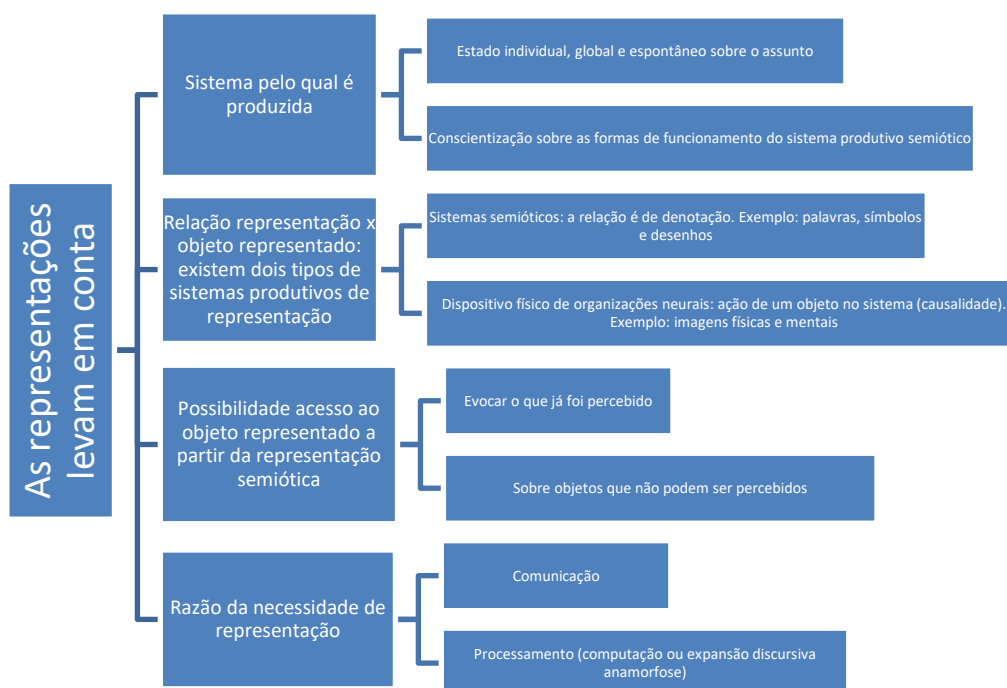 As representações
levam em conta
Sistema pelo qual é
produzida
Estado individual, global e espontâneo sobre o assunto
Conscientização sobre as formas de funcionamento do sistema produtivo semiótico
Relação representação x
objeto representado:
existem dois tipos de
sistemas produtivos de
representação
Sistemas semióticos: a relação é de denotação. Exemplo: palavras, símbolos
e desenhos
Dispositivo físico de organizações neurais: ação de um objeto no sistema (causalidade).
Exemplo: imagens físicas e mentais
Possibilidade acesso ao
objeto representado a
partir da representação
semiótica
Evocar o que já foi percebido
Sobre objetos que não podem ser percebidos
Razão da necessidade de
representação
Comunicação
Processamento (computação ou expansão discursiva
anamorfose)